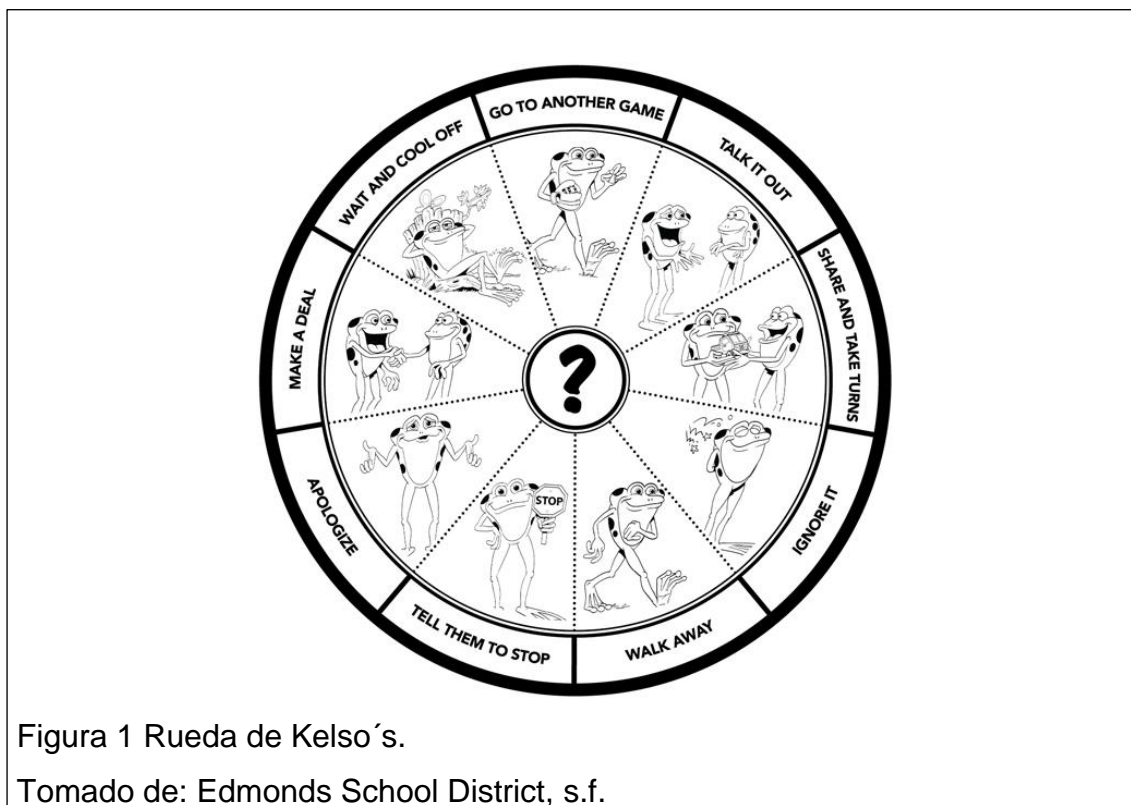 GO TO ANOTHER GAME
TALK IT OUT
SHARE AND TAKE TURNS
IGNORE IT
WALK AWAY
TELL THEM TO STOP
APOLOGIZE
MAKE A DEAL
WAIT AND COOL OFF
?
STOP
Figura 1 Rueda de Kelso´s.
Tomado de: Edmonds School District, s.f.